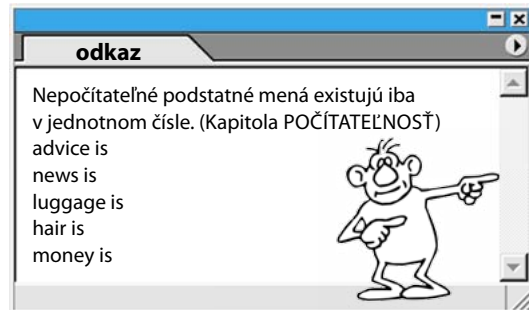 odkaz
Nepočítateľné podstatné mená existujú iba
v jednotnom čísle. (Kapitola POČÍTATEĽNOSŤ)
advice is
news is
luggage is
hair is
money is